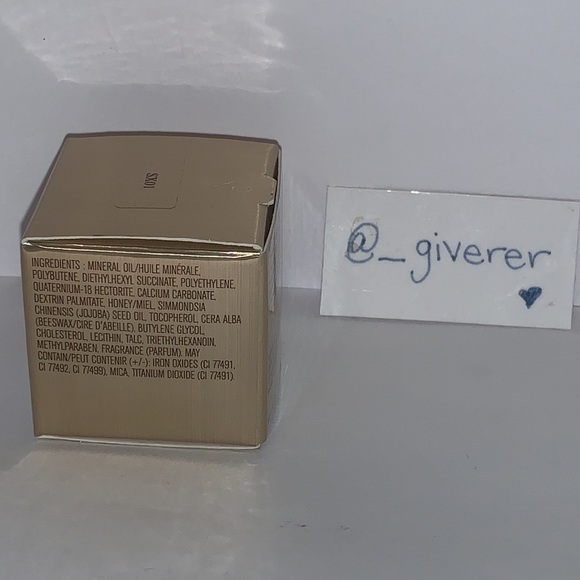 10XS
INGREDIENTS : MINERAL OIL/HUILE MINÉRALE,
POLYBUTENE, DIETHYLHEXYL SUCCINATE, POLYETHYLENE,
QUATERNIUM-18 HECTORITE, CALCIUM CARBONATE,
DEXTRIN PALMITATE, HONEY/MIEL, SIMMONDSIA
CHINENSIS (JOJOBA) SEED OIL, TOCOPHEROL, CERA ALBA
(BEESWAX/CIRE D'ABEILLE), BUTYLENE GLYCOL,
CHOLESTEROL, LECITHIN, TALC, TRIETHYLHEXANOIN,
METHYLPARABEN, FRAGRANCE (PARFUM). MAY
CONTAIN/PEUT CONTENIR (+/-): IRON OXIDES (CI 77491,
CI 77492, CI 77499), MICA, TITANIUM DIOXIDE (CI 77491).
@_giverer